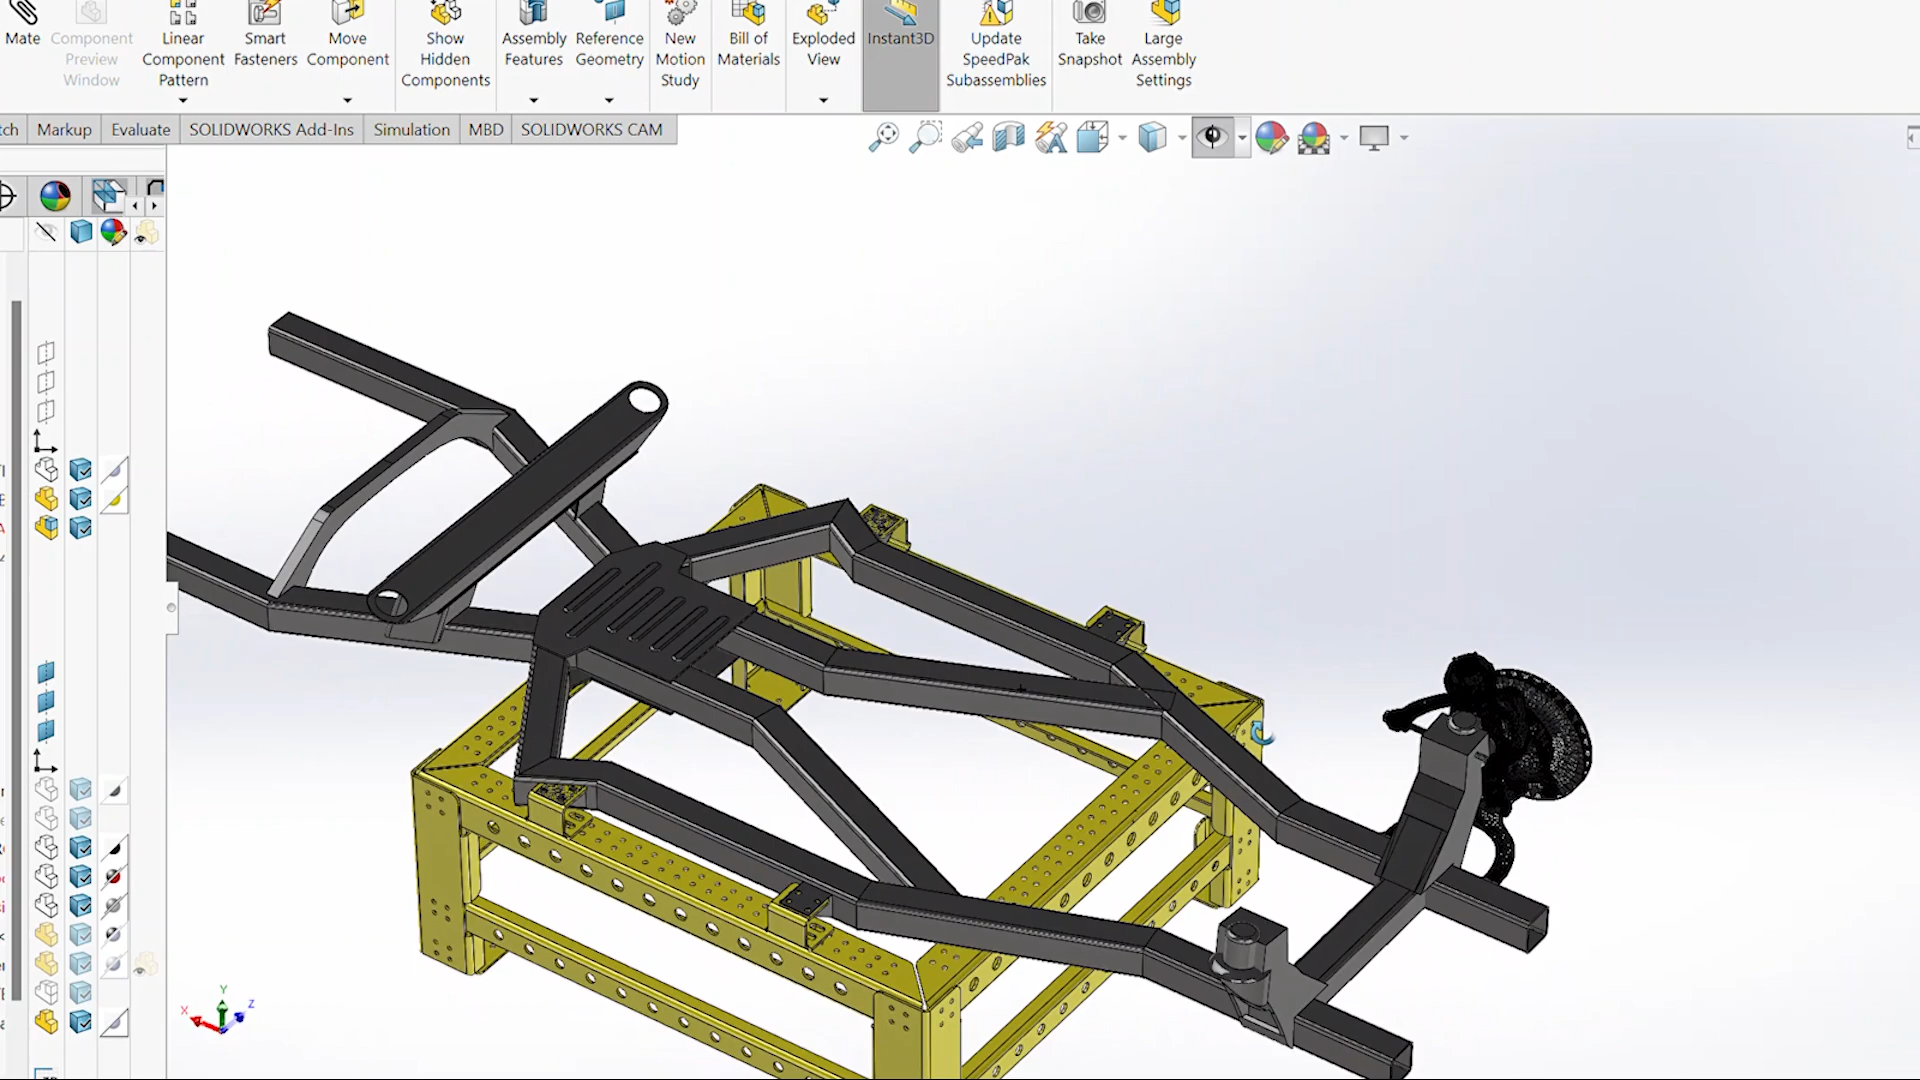 Mate
Component Preview Window
Linear Component Pattern
Smart Fasteners
Move Component
Show Hidden Components
Assembly Features
Reference Geometry
New Motion Study
Bill of Materials
Exploded View
Instant3D
Update SpeedPak Subassemblies
Take Snapshot
Large Assembly Settings
tch
Markup
Evaluate
SOLIDWORKS Add-Ins
Simulation
MBD
SOLIDWORKS CAM
X
Y
Z